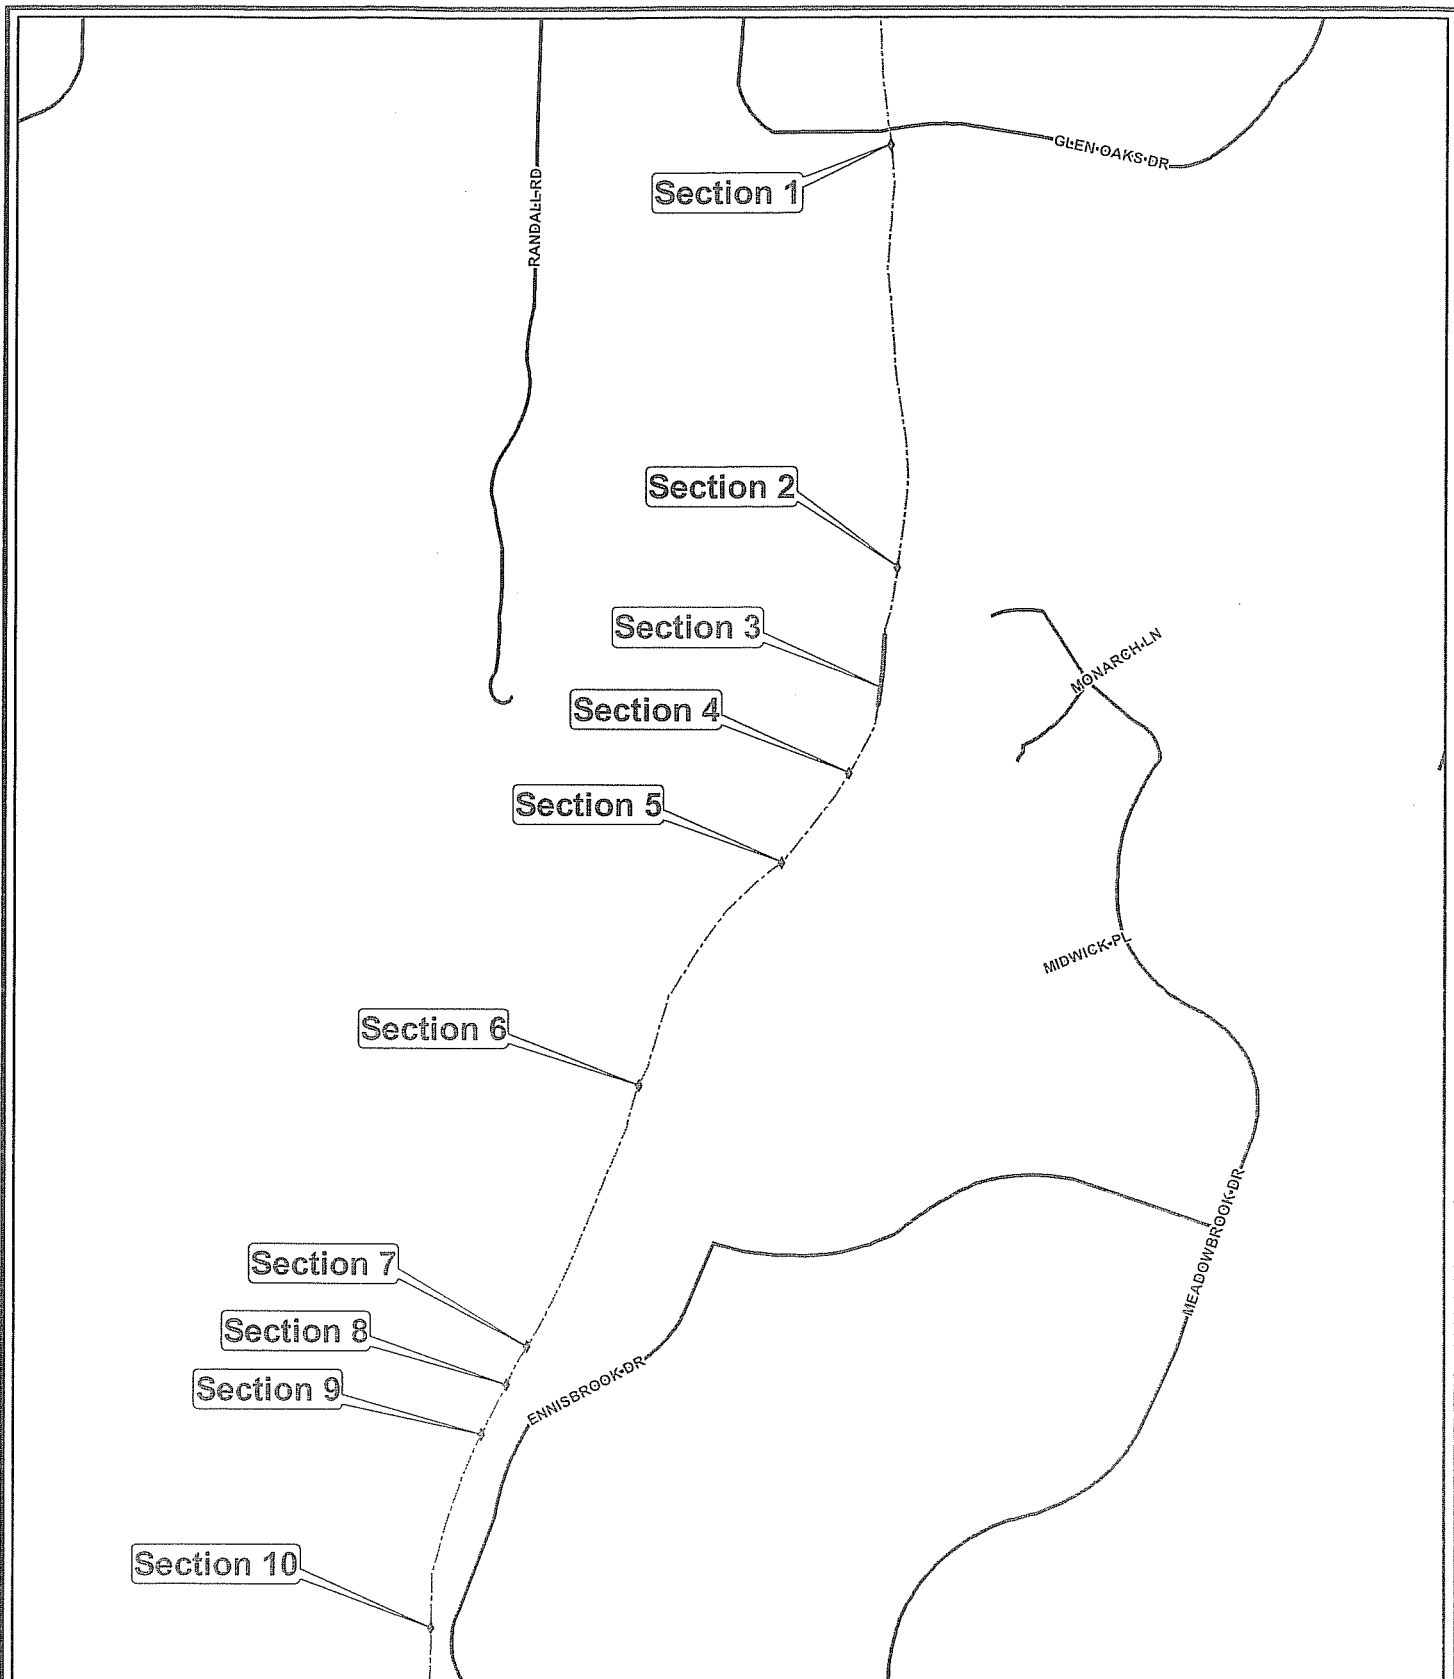 GLEN OAKS DR
Section 1
RANDALL RD
Section 2
Section 3
MONARCH LN
Section 4
Section 5
MIDWICK PL
Section 6
MEADOWBROOK DR
Section 7
Section 8
ENNISBROOK DR
Section 9
Section 10